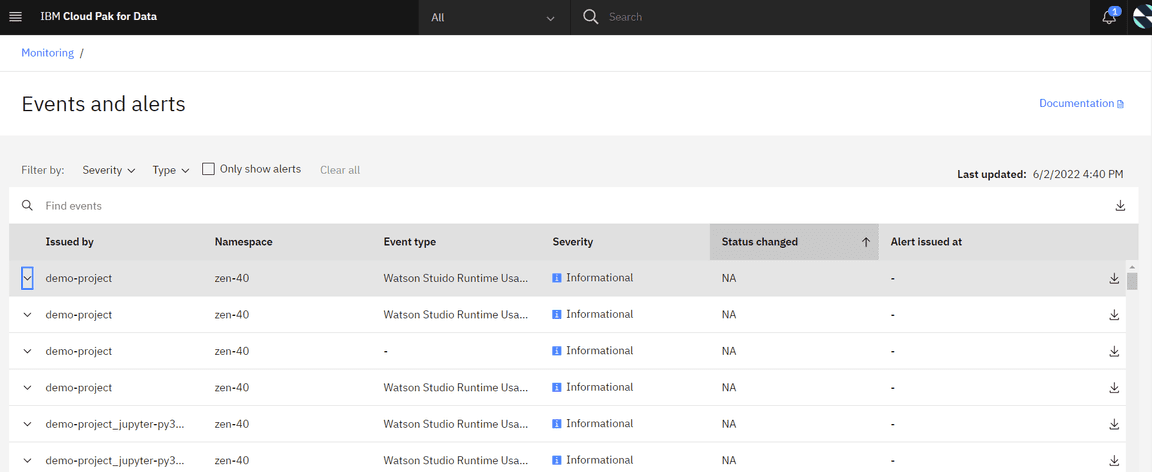 IBM Cloud Pak for Data All Search 1
Monitoring /
Events and alerts Documentation
Filter by: Severity Type Only show alerts Clear all Last updated: 6/2/2022 4:40 PM
Find events
Issued by Namespace Event type Severity Status changed Alert issued at
demo-project zen-40 Watson Stuido Runtime Usa... Informational NA -
demo-project zen-40 Watson Studio Runtime Usa... Informational NA -
demo-project zen-40 - Informational NA -
demo-project zen-40 Watson Studio Runtime Usa... Informational NA -
demo-project_jupyter-py3... zen-40 Watson Studio Runtime Usa... Informational NA -
demo-project_jupyter-py3... zen-40 Watson Studio Runtime Usa... Informational NA -